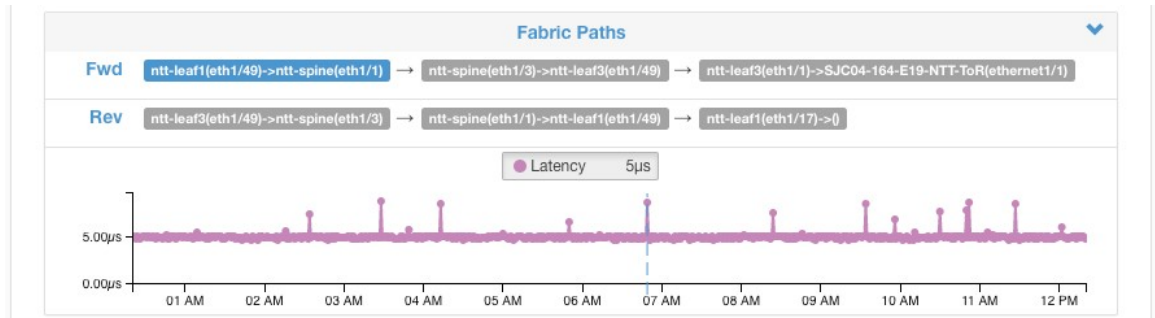 Fabric Paths
Fwd ntt-leaf1(eth1/49)->ntt-spine(eth1/1) → ntt-spine(eth1/3)->ntt-leaf3(eth1/49) → ntt-leaf3(eth1/1)->SJC04-164-E19-NTT-ToR(ethernet1/1)
Rev ntt-leaf3(eth1/49)->ntt-spine(eth1/3) → ntt-spine(eth1/1)->ntt-leaf1(eth1/49) → ntt-leaf1(eth1/17)->()
Latency 5µs
5.00µs
0.00µs
01 AM 02 AM 03 AM 04 AM 05 AM 06 AM 07 AM 08 AM 09 AM 10 AM 11 AM 12 PM